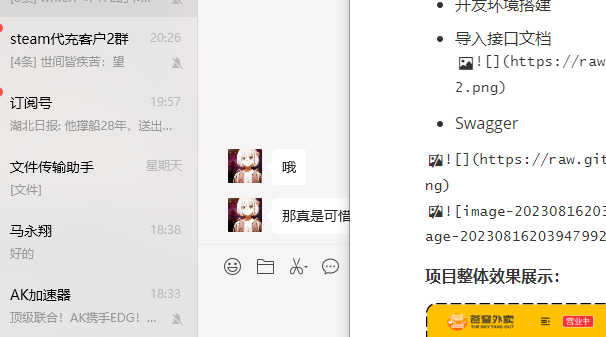 steam代充客户2群 20:26
[4条] 世间皆疾苦：望
订阅号 19:57
湖北日报: 他撑船28年，送出...
文件传输助手 星期天
[文件]
马永翔 18:38
好的
AK加速器 18:33
顶级联合！AK携手EDG！...
哦
那真是可惜
开发环境搭建
导入接口文档
![](https://raw
2.png)
Swagger
![](https://raw.git
ng)
![image-2023081620
age-20230816203947992
项目整体效果展示：
苍穹外卖
THE SKY TAKE-OUT
营业中